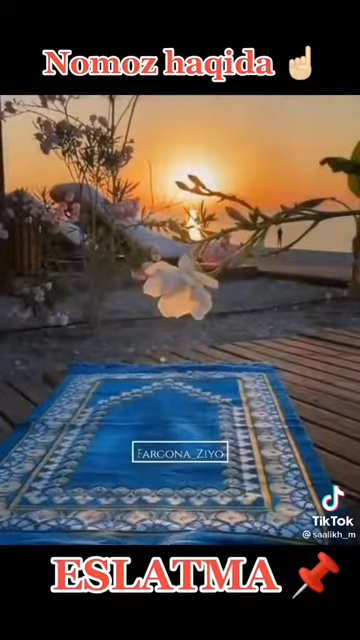 Nomoz haqida ☝🏻
Fargona_Ziyo
TikTok
@saalikh_m
ESLATMA 📌